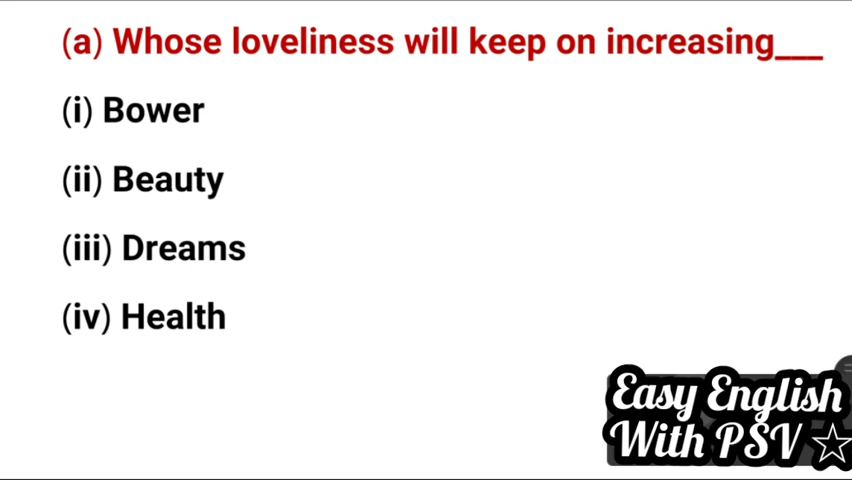 (a) Whose loveliness will keep on increasing___
(i) Bower
(ii) Beauty
(iii) Dreams
(iv) Health
Easy English
With PSV ☆